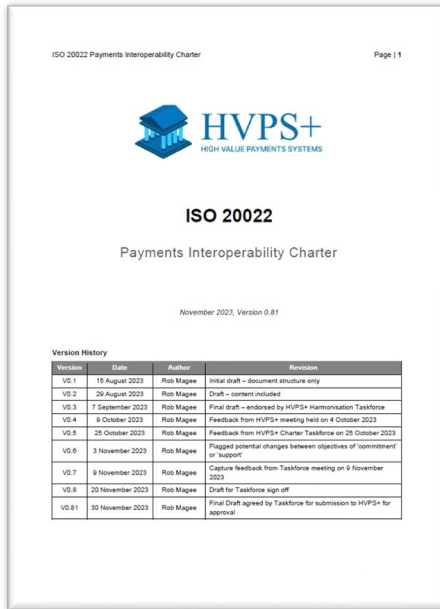 ISO 20022 Payments Interoperability Charter Page | 1
HVPS+
HIGH VALUE PAYMENTS SYSTEMS
ISO 20022
Payments Interoperability Charter
November 2023, Version 0.81
Version History
Version Date Author Revision
V0.1 15 August 2023 Rob Magee Initial draft – document structure only
V0.2 29 August 2023 Rob Magee Draft – content included
V0.3 7 September 2023 Rob Magee Final draft – endorsed by HVPS+ Harmonisation Taskforce
V0.4 9 October 2023 Rob Magee Feedback from HVPS+ meeting held on 4 October 2023
V0.5 25 October 2023 Rob Magee Feedback from HVPS+ Charter Taskforce on 25 October 2023
V0.6 3 November 2023 Rob Magee Flagged potential changes between objectives of 'commitment'
or 'support'
V0.7 9 November 2023 Rob Magee Capture feedback from Taskforce meeting on 9 November
2023
V0.8 20 November 2023 Rob Magee Draft for Taskforce sign off
V0.81 30 November 2023 Rob Magee Final Draft agreed by Taskforce for submission to HVPS+ for
approval